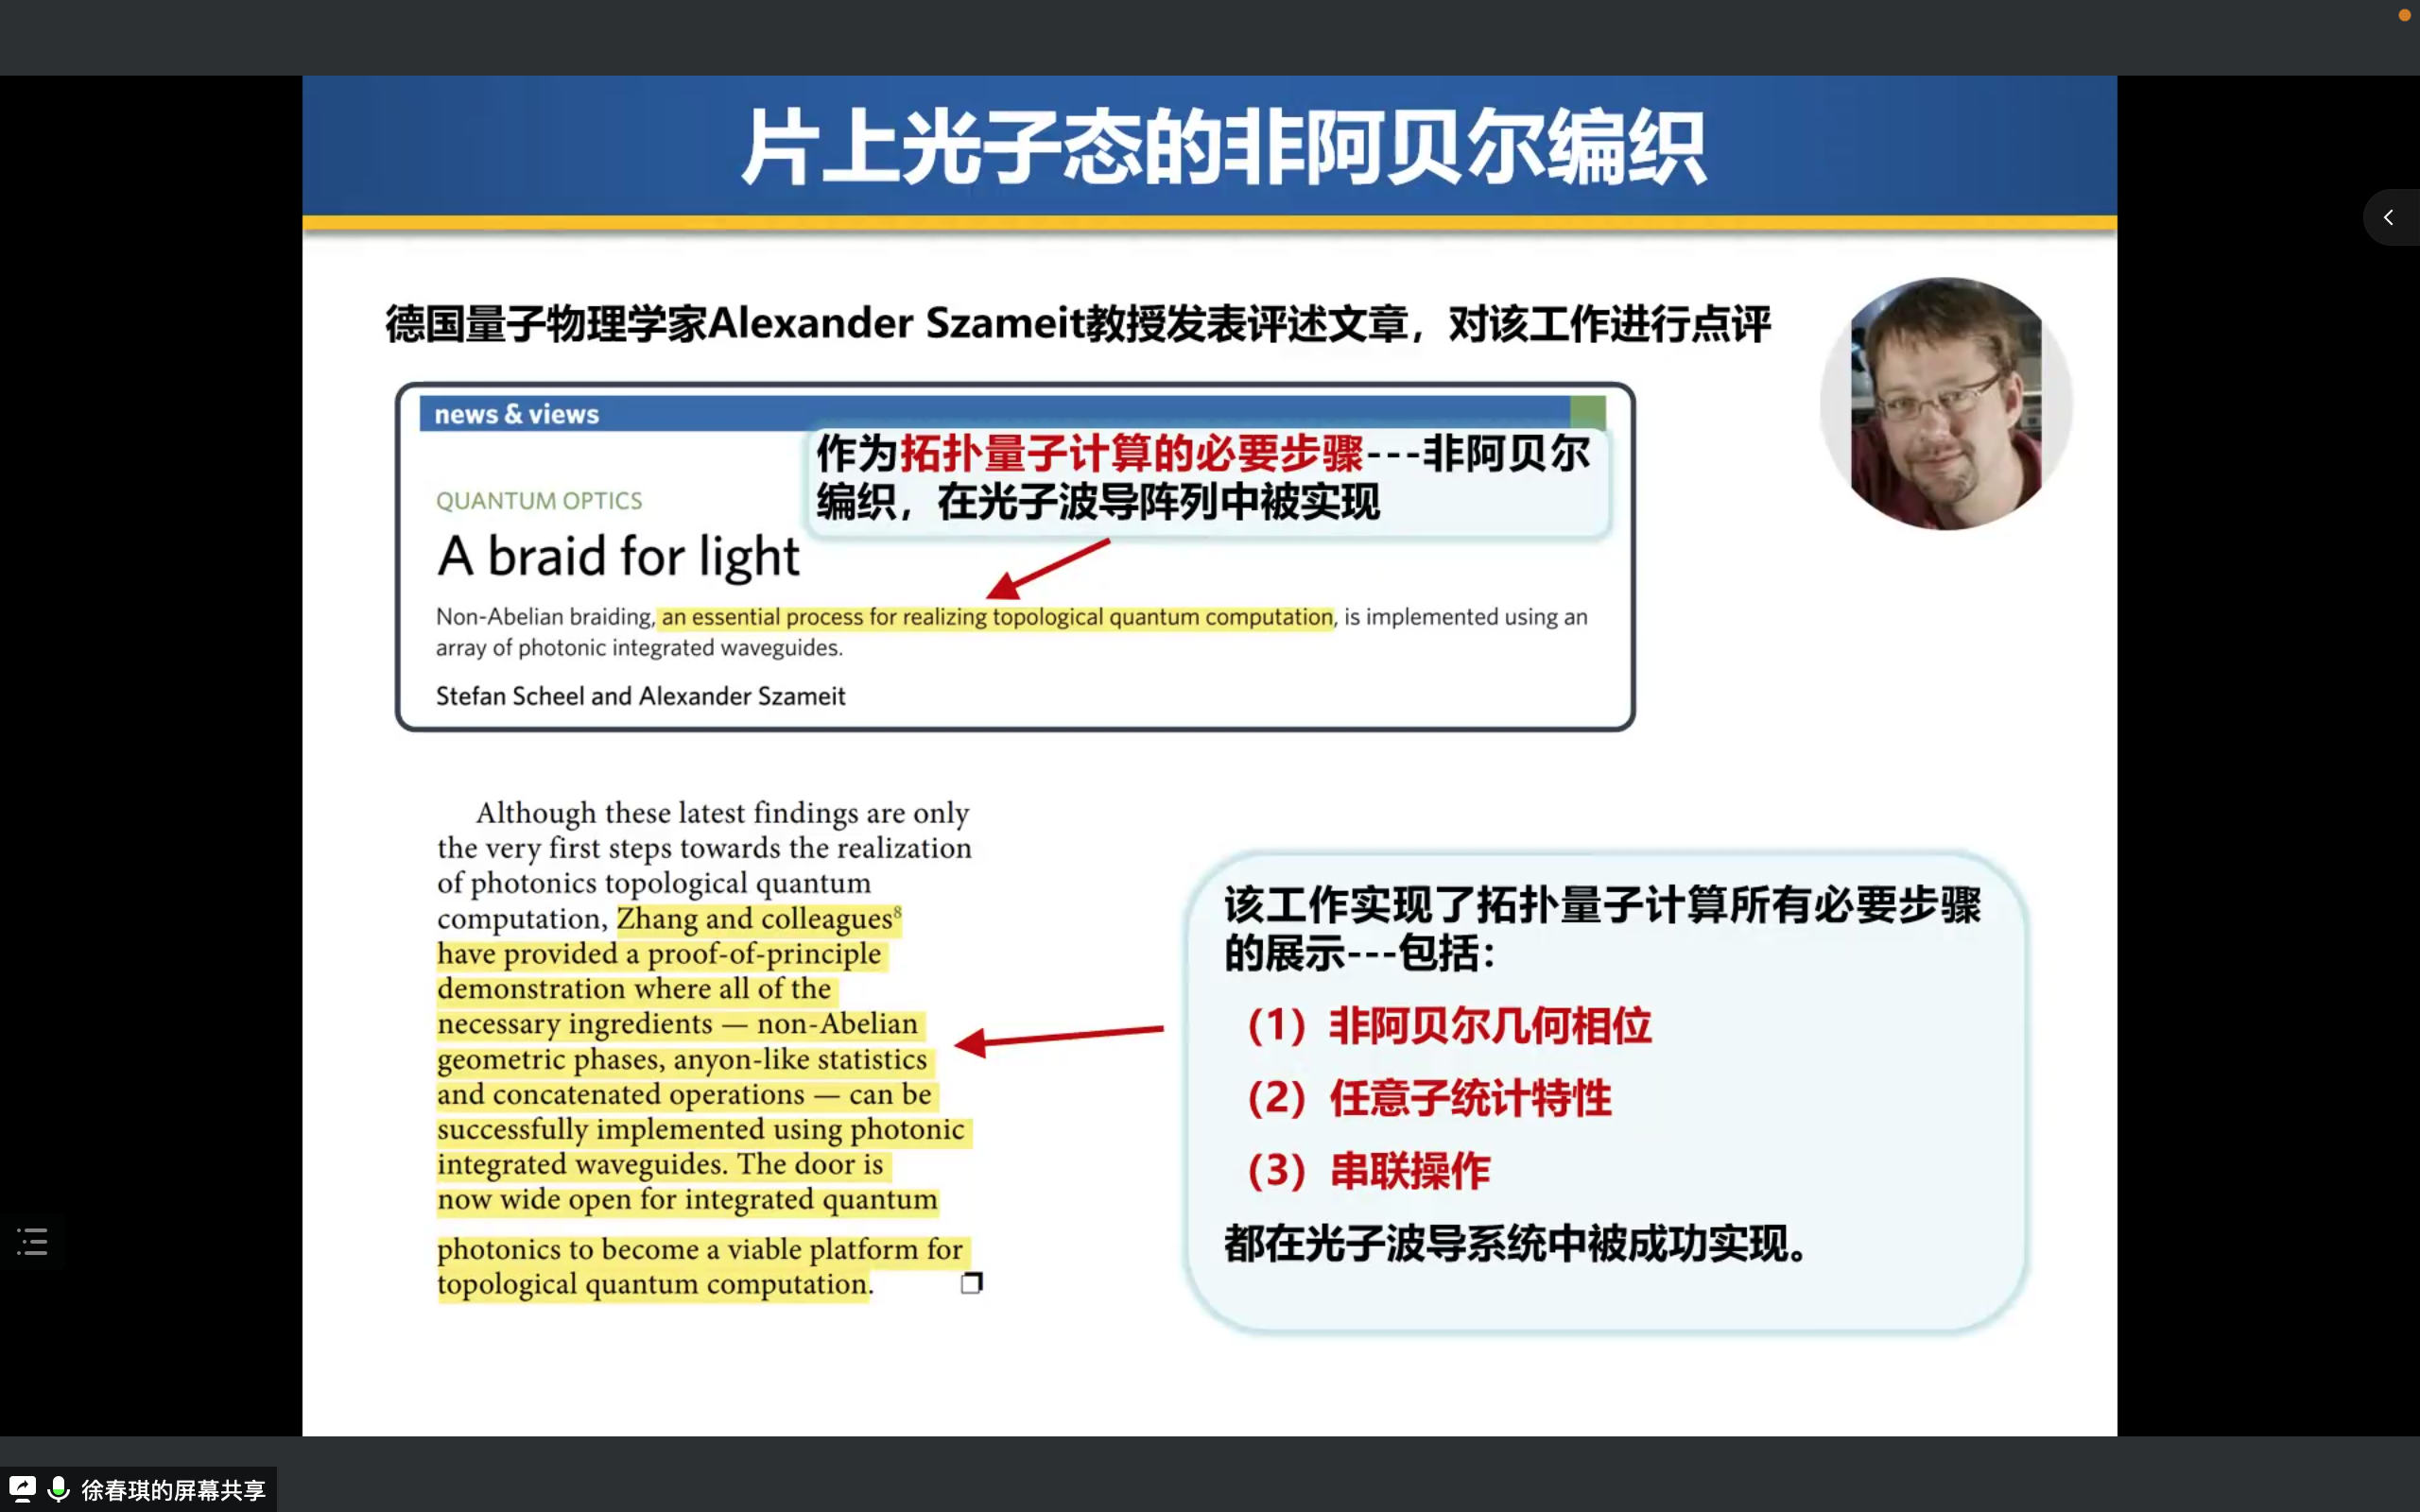 片上光子态的非阿贝尔编织
德国量子物理学家Alexander Szameit教授发表评述文章，对该工作进行点评
news & views
作为拓扑量子计算的必要步骤---非阿贝尔
编织，在光子波导阵列中被实现
QUANTUM OPTICS
A braid for light
Non-Abelian braiding, an essential process for realizing topological quantum computation, is implemented using an
array of photonic integrated waveguides.
Stefan Scheel and Alexander Szameit
Although these latest findings are only
the very first steps towards the realization
of photonics topological quantum
computation, Zhang and colleagues⁸
have provided a proof-of-principle
demonstration where all of the
necessary ingredients — non-Abelian
geometric phases, anyon-like statistics
and concatenated operations — can be
successfully implemented using photonic
integrated waveguides. The door is
now wide open for integrated quantum
photonics to become a viable platform for
topological quantum computation.
该工作实现了拓扑量子计算所有必要步骤
的展示---包括：
（1）非阿贝尔几何相位
（2）任意子统计特性
（3）串联操作
都在光子波导系统中被成功实现。
徐春琪的屏幕共享